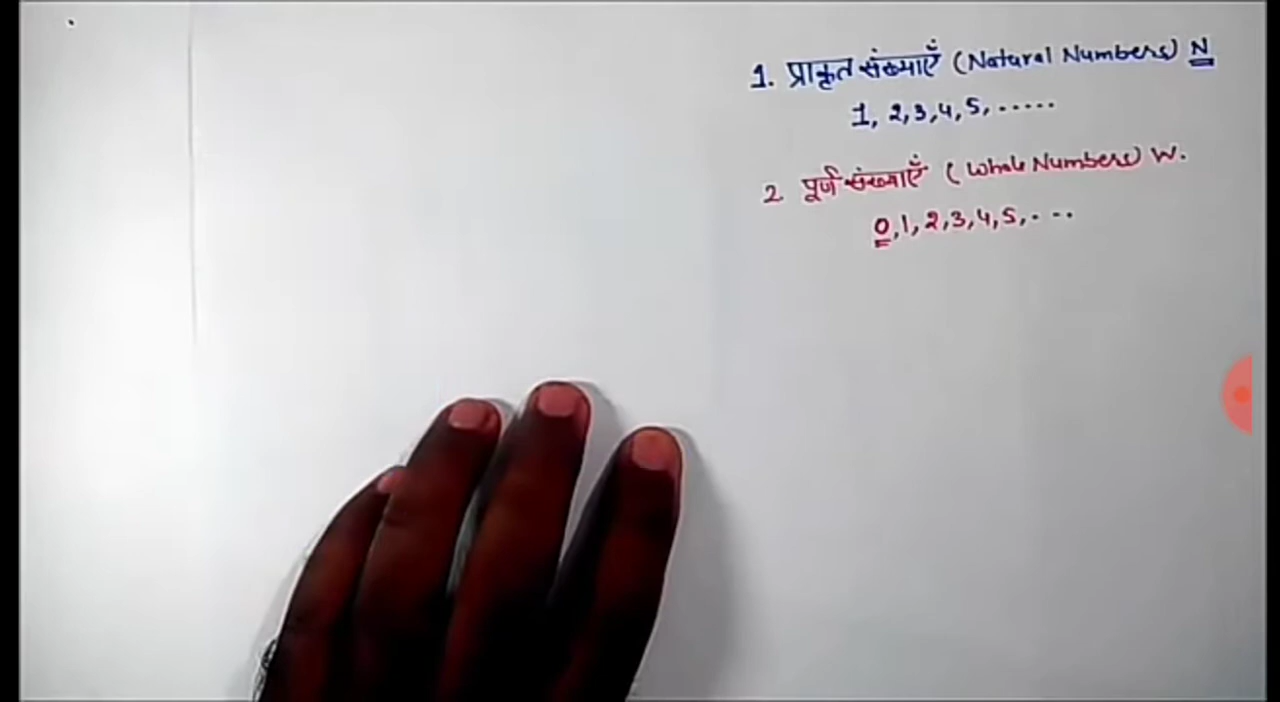 1. प्राकृत संख्याएँ (Natural Numbers) N
1, 2, 3, 4, 5, .....
2. पूर्ण संख्याएँ (Whole Numbers) W.
0, 1, 2, 3, 4, 5, ...